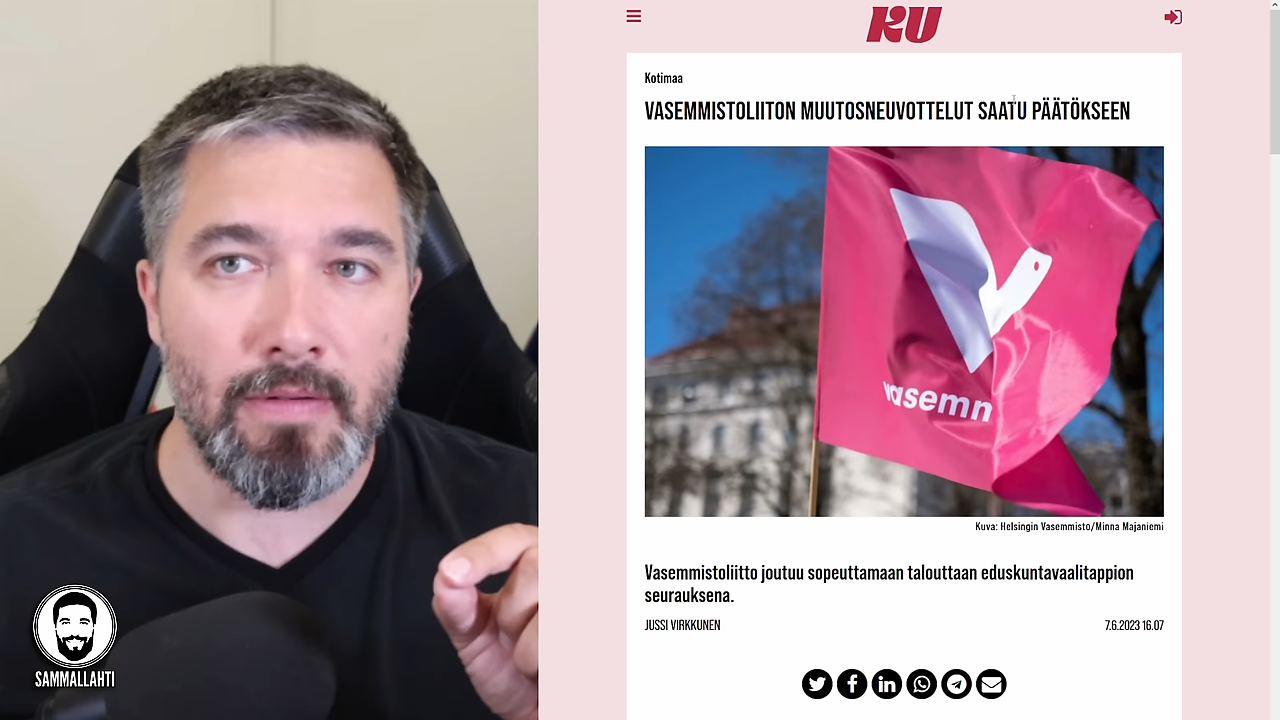 KU
Kotimaa
VASEMMISTOLIITON MUUTOSNEUVOTTELUT SAATU PÄÄTÖKSEEN
vasemm
Kuva: Helsingin Vasemmisto/Minna Majaniemi
Vasemmistoliitto joutuu sopeuttamaan talouttaan eduskuntavaalitappion
seurauksena.
JUSSI VIRKKUNEN
7.6.2023 16.07
SAMMALLAHTI